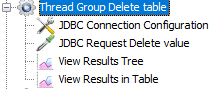 Thread Group Delete table
JDBC Connection Configuration
JDBC Request Delete value
View Results Tree
View Results in Table